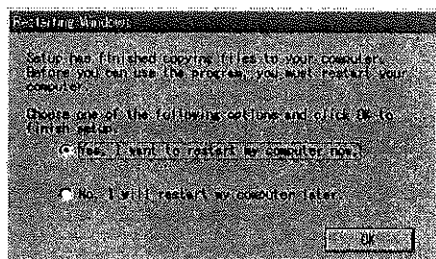 Restarting Windows
Setup has finished copying files to your computer.
Before you can use the program, you must restart your
computer.
Choose one of the following options and click OK to
finish setup.
Yes, I want to restart my computer now.
No, I will restart my computer later.
OK